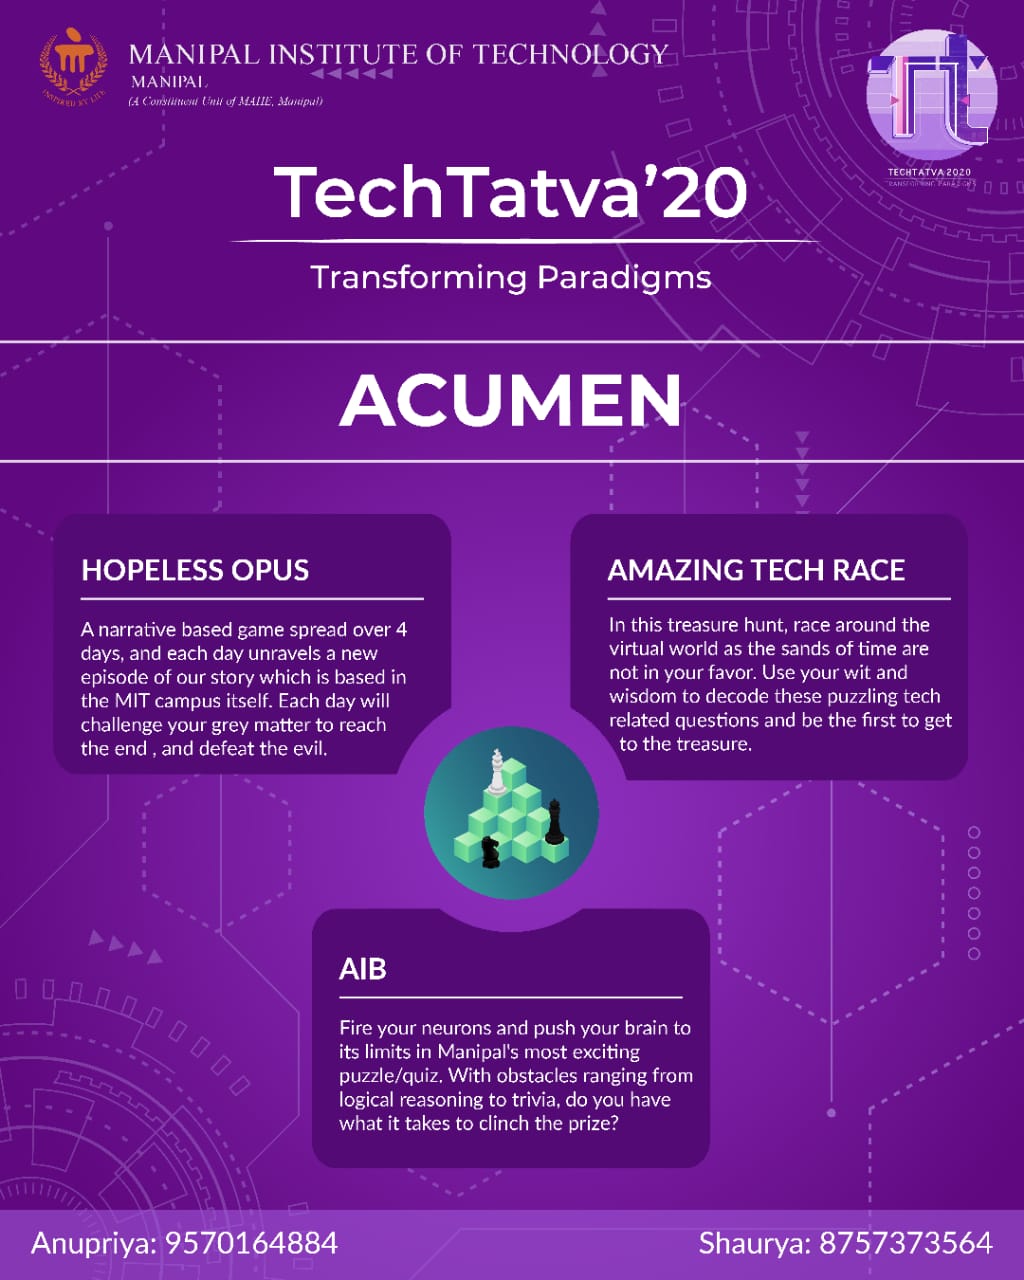 MANIPAL INSTITUTE OF TECHNOLOGY
MANIPAL
(A Constituent Unit of MAHE, Manipal)
INSPIRED BY LIFE
TECHTATVA 2020
TRANSFORMING PARADIGMS
TechTatva’20
Transforming Paradigms
ACUMEN
HOPELESS OPUS
A narrative based game spread over 4
days, and each day unravels a new
episode of our story which is based in
the MIT campus itself. Each day will
challenge your grey matter to reach
the end , and defeat the evil.
AMAZING TECH RACE
In this treasure hunt, race around the
virtual world as the sands of time are
not in your favor. Use your wit and
wisdom to decode these puzzling tech
related questions and be the first to get
to the treasure.
AIB
Fire your neurons and push your brain to
its limits in Manipal's most exciting
puzzle/quiz. With obstacles ranging from
logical reasoning to trivia, do you have
what it takes to clinch the prize?
Anupriya: 9570164884
Shaurya: 8757373564